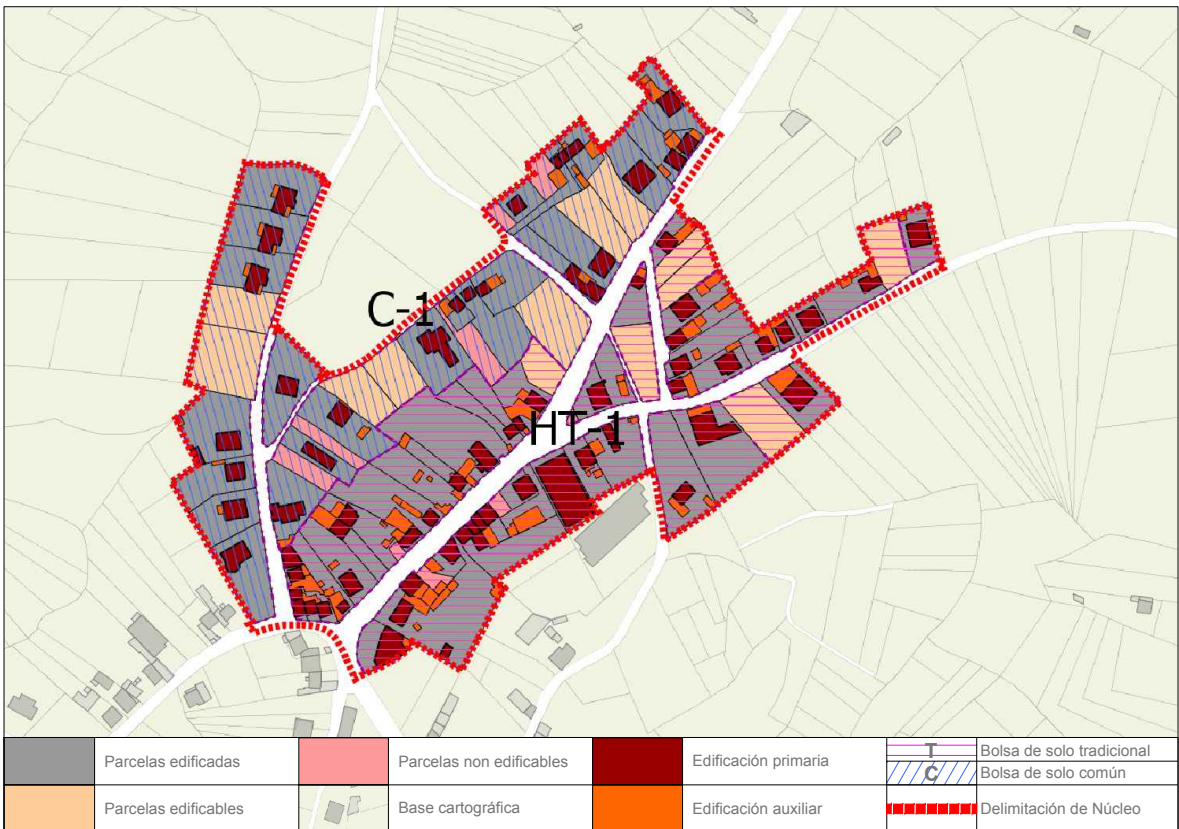 C-1
HT-1
Parcelas edificadas
Parcelas non edificables
Edificación primaria
T
Bolsa de solo tradicional
C
Bolsa de solo común
Parcelas edificables
Base cartográfica
Edificación auxiliar
Delimitación de Núcleo